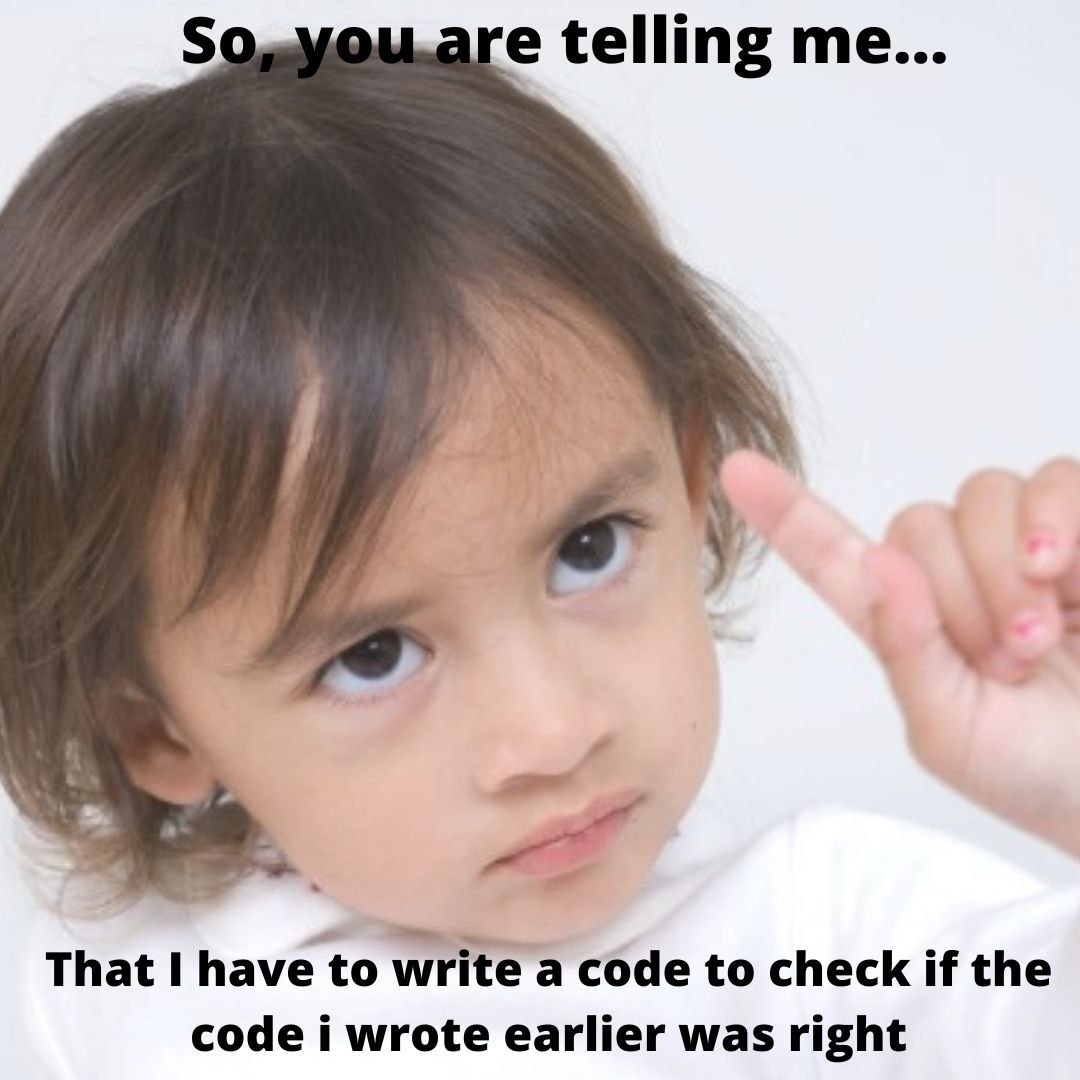 So, you are telling me...
That I have to write a code to check if the
code i wrote earlier was right